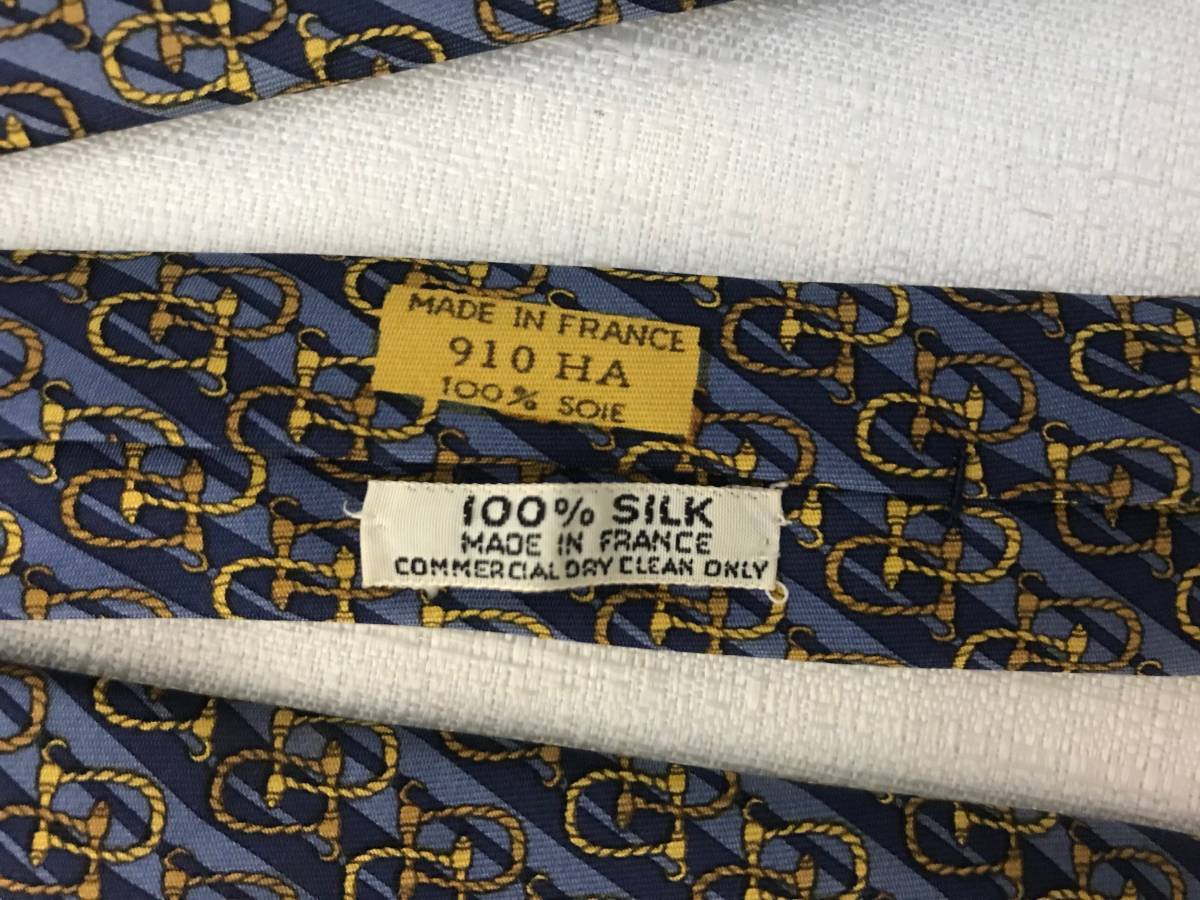 MADE IN FRANCE
910 HA
100% SOIE
100% SILK
MADE IN FRANCE
COMMERCIAL DRY CLEAN ONLY